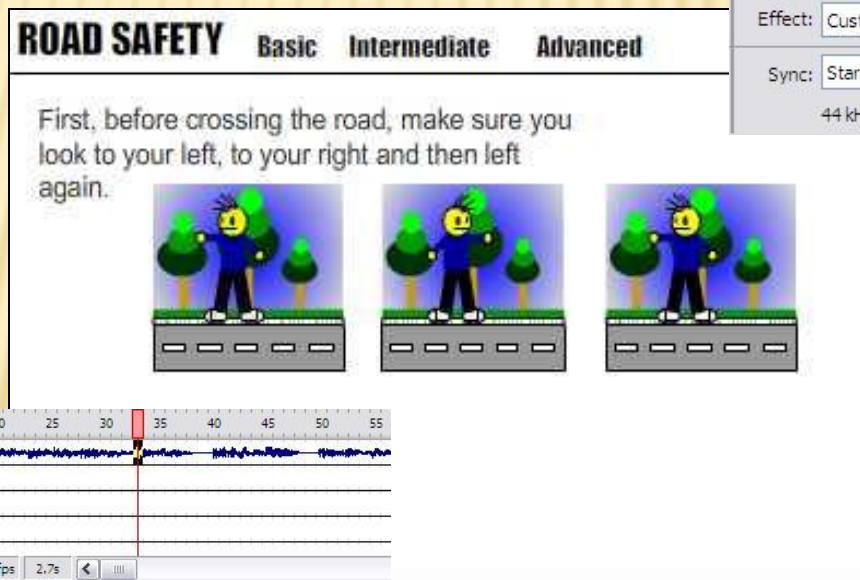 ROAD SAFETY Basic Intermediate Advanced
Effect:
Sync:
44
First, before crossing the road, make sure you
look to your left, to your right and then left
again.
25 30 35 40 45 50 55
2.7s